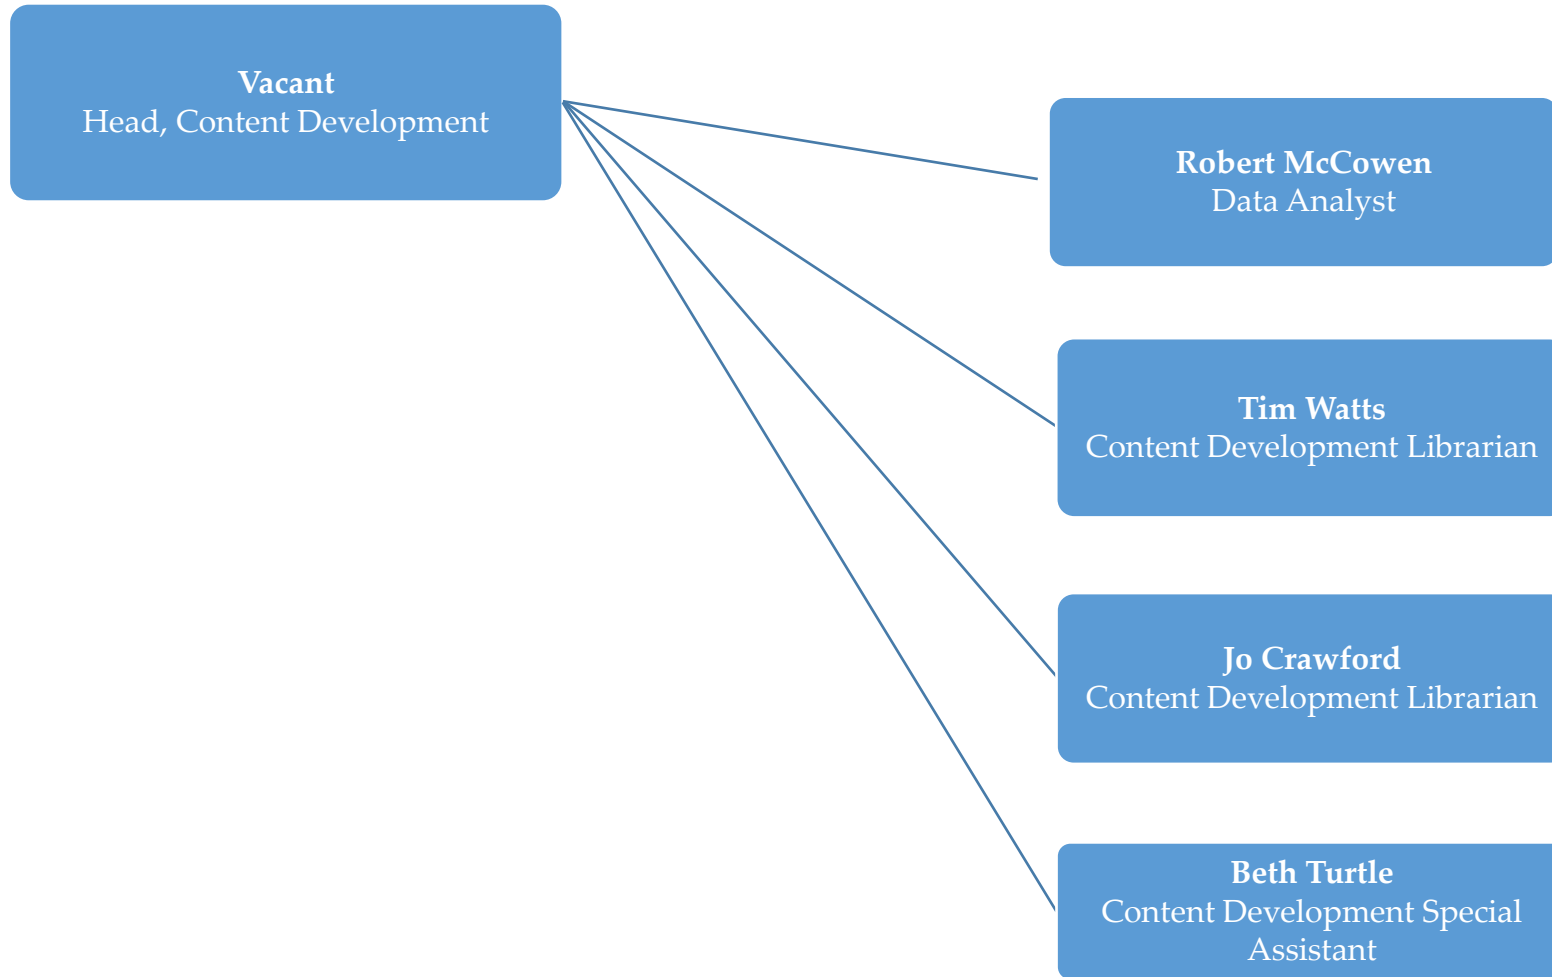 Vacant
Head, Content Development
Robert McCowen
Data Analyst
Tim Watts
Content Development Librarian
Jo Crawford
Content Development Librarian
Beth Turtle
Content Development Special
Assistant